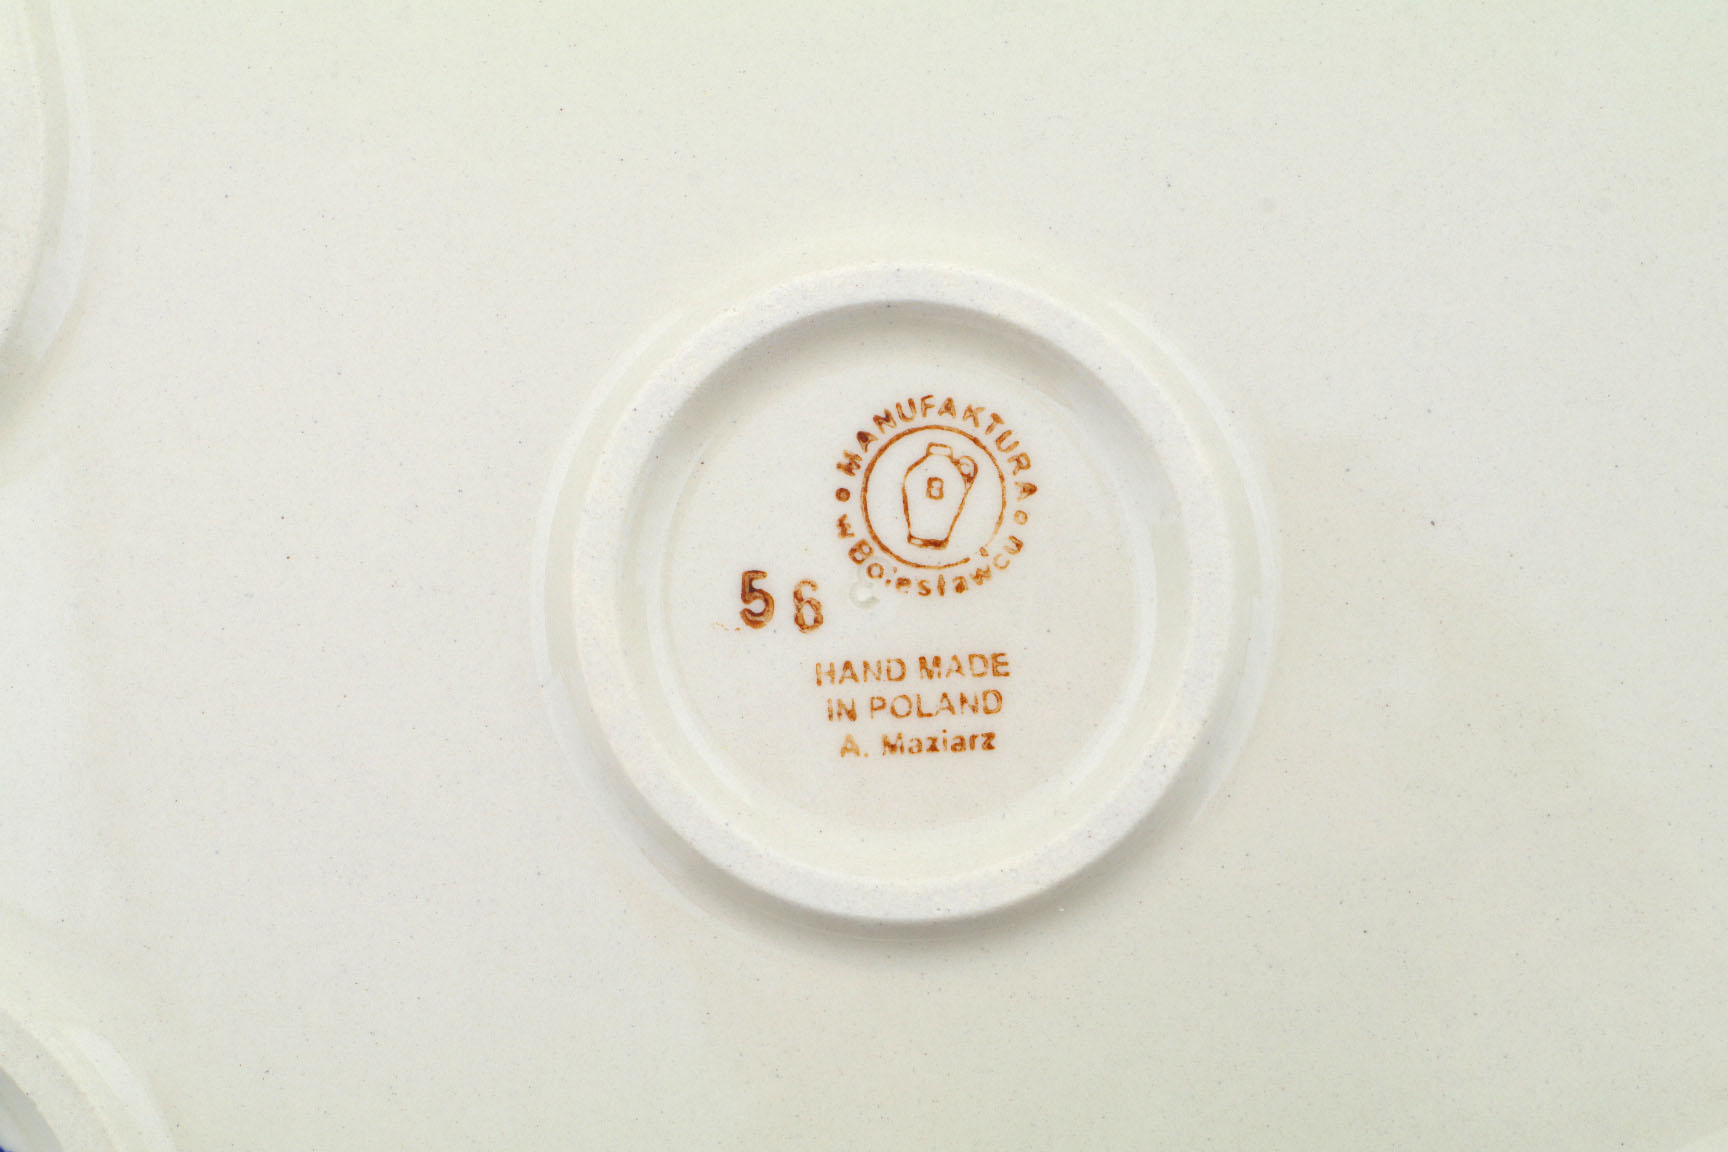 MANUFAKTURA
w Bolesławcu
B
56
HAND MADE
IN POLAND
A. Maziarz